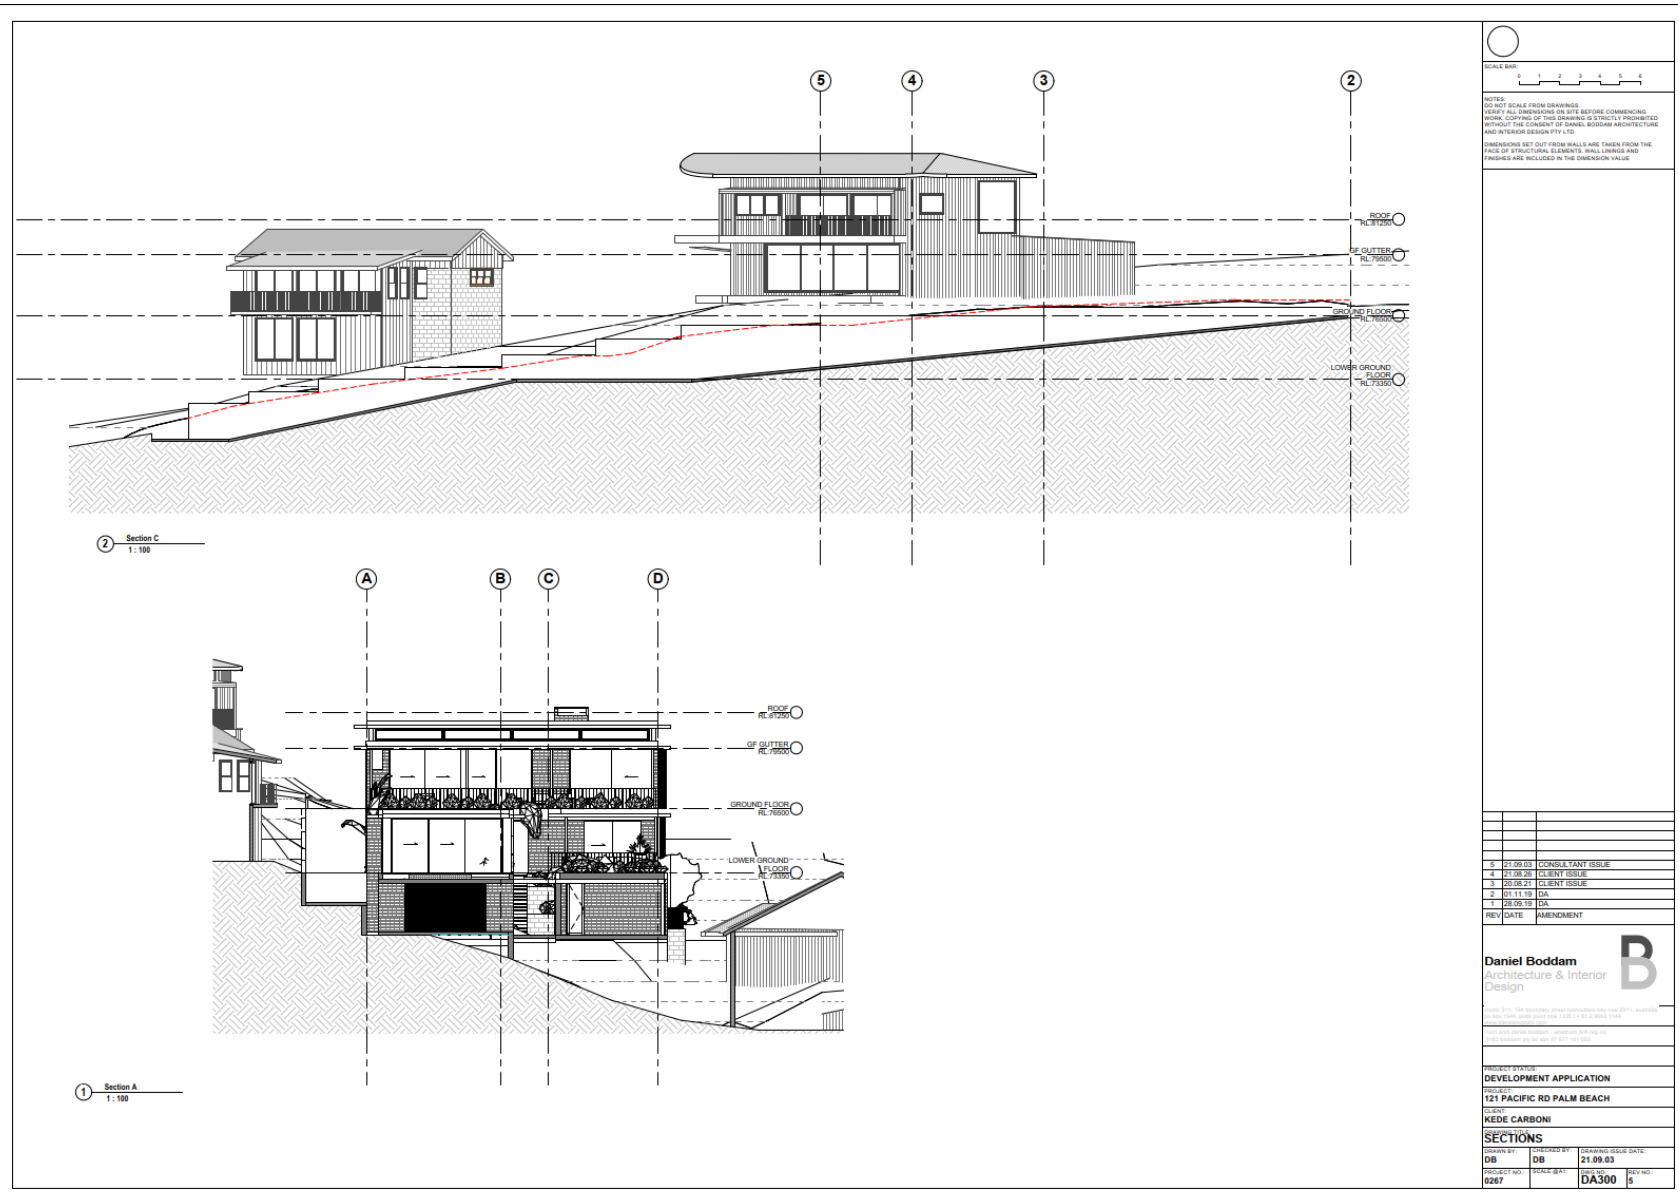 5
4
3
2
ROOF
RL:81250
GF GUTTER
RL:79500
GROUND FLOOR
RL:76500
LOWER GROUND
FLOOR
RL:73350
2
Section C
1 : 100
A
B
C
D
ROOF
RL:81250
GF GUTTER
RL:79500
GROUND FLOOR
RL:76500
LOWER GROUND
FLOOR
RL:73350
1
Section A
1 : 100
SCALE BAR:
0 1 2 3 4 5 6
NOTES:
DO NOT SCALE FROM DRAWINGS.
VERIFY ALL DIMENSIONS ON SITE BEFORE COMMENCING
WORK. COPYING OF THIS DRAWING IS STRICTLY PROHIBITED
WITHOUT THE CONSENT OF DANIEL BODDAM ARCHITECTURE
AND INTERIOR DESIGN PTY LTD.
DIMENSIONS SET OUT FROM WALLS ARE TAKEN FROM THE
FACE OF STRUCTURAL ELEMENTS. WALL LININGS AND
FINISHES ARE INCLUDED IN THE DIMENSION VALUE
5 21.09.03 CONSULTANT ISSUE
4 21.08.26 CLIENT ISSUE
3 20.08.21 CLIENT ISSUE
2 01.11.19 DA
1 28.09.19 DA
REV DATE AMENDMENT
Daniel Boddam
Architecture & Interior
Design
PROJECT STATUS:
DEVELOPMENT APPLICATION
PROJECT:
121 PACIFIC RD PALM BEACH
CLIENT:
KEDE CARBONI
DRAWING TITLE:
SECTIONS
DRAWN BY: CHECKED BY: DRAWING ISSUE DATE:
DB DB 21.09.03
PROJECT NO.: SCALE @A1: DWG NO.: REV NO.:
0267 DA300 5